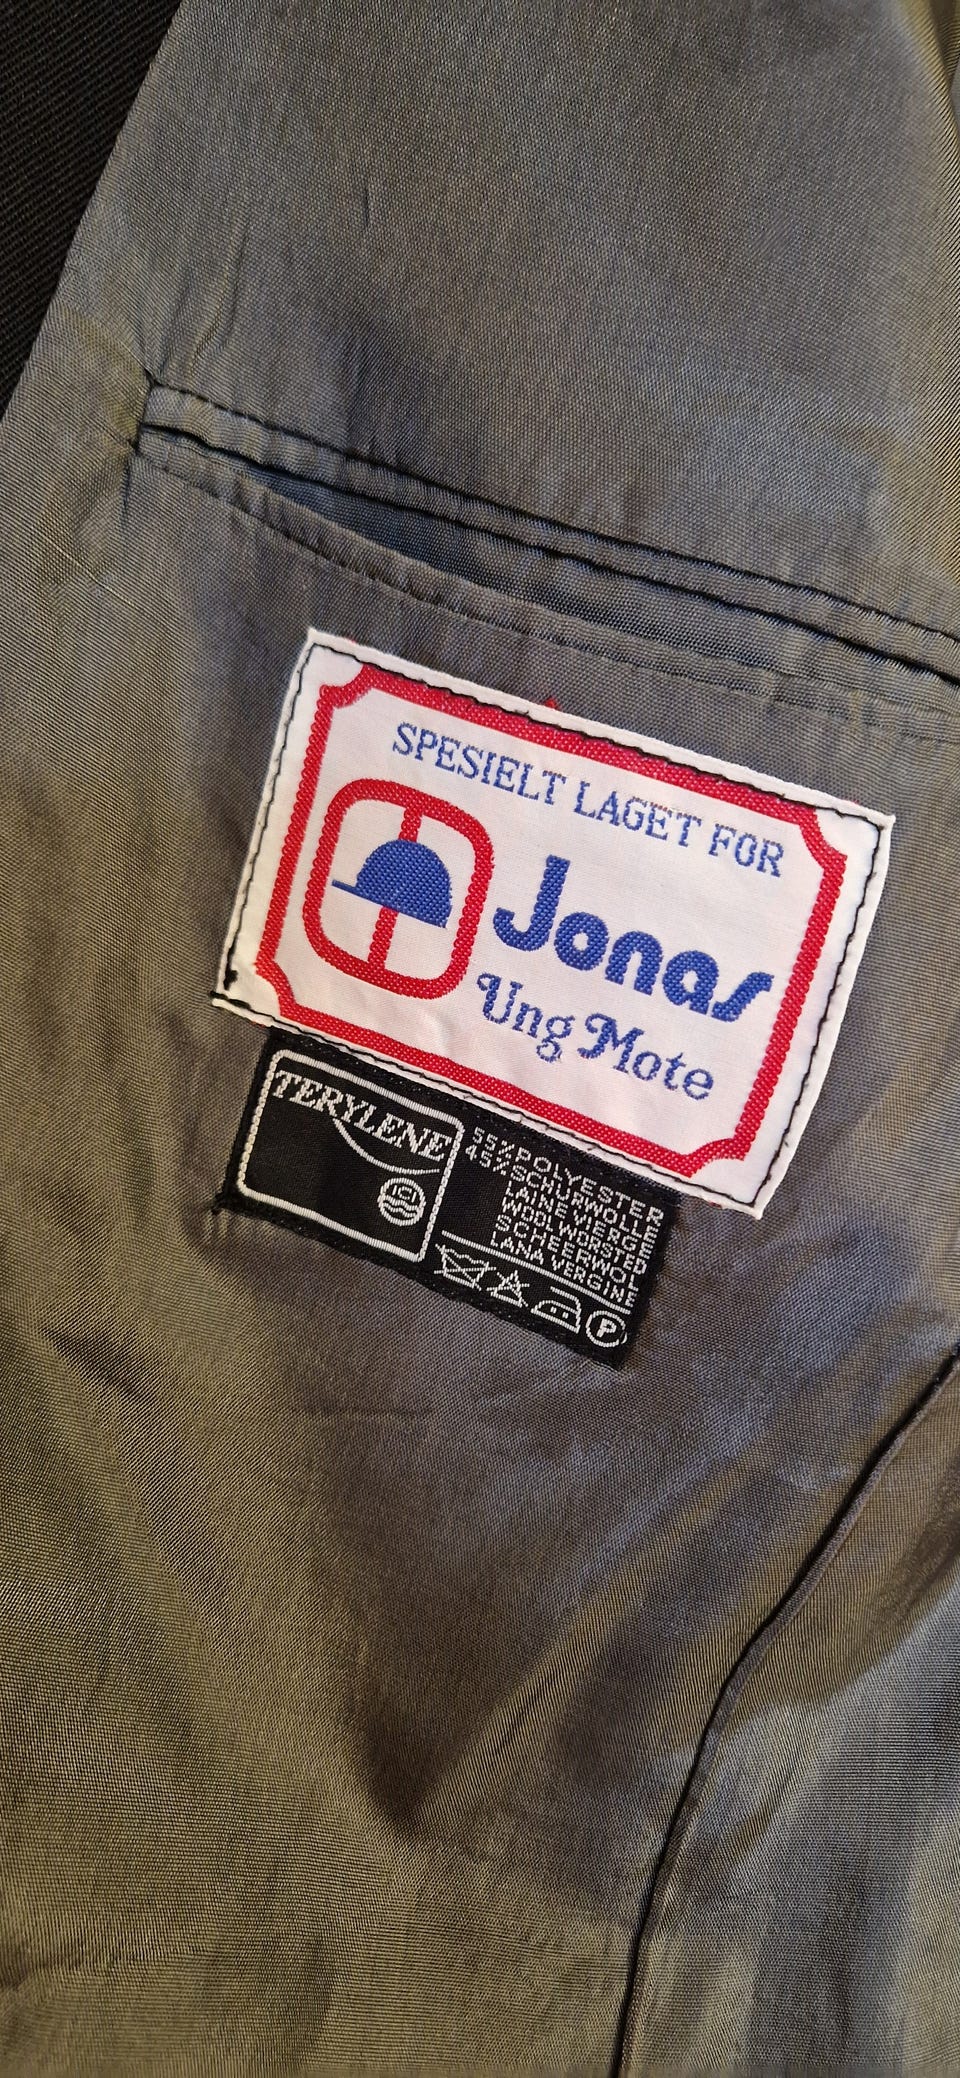 SPESIELT LAGET FOR
Jonas
Ung Mote
TERYLENE
ICI
55% POLYESTER
45% SCHURWOLLE
LAINE VIERGE
WOOLWORSTED
SCHEERWOL
LANA VERGINE
P